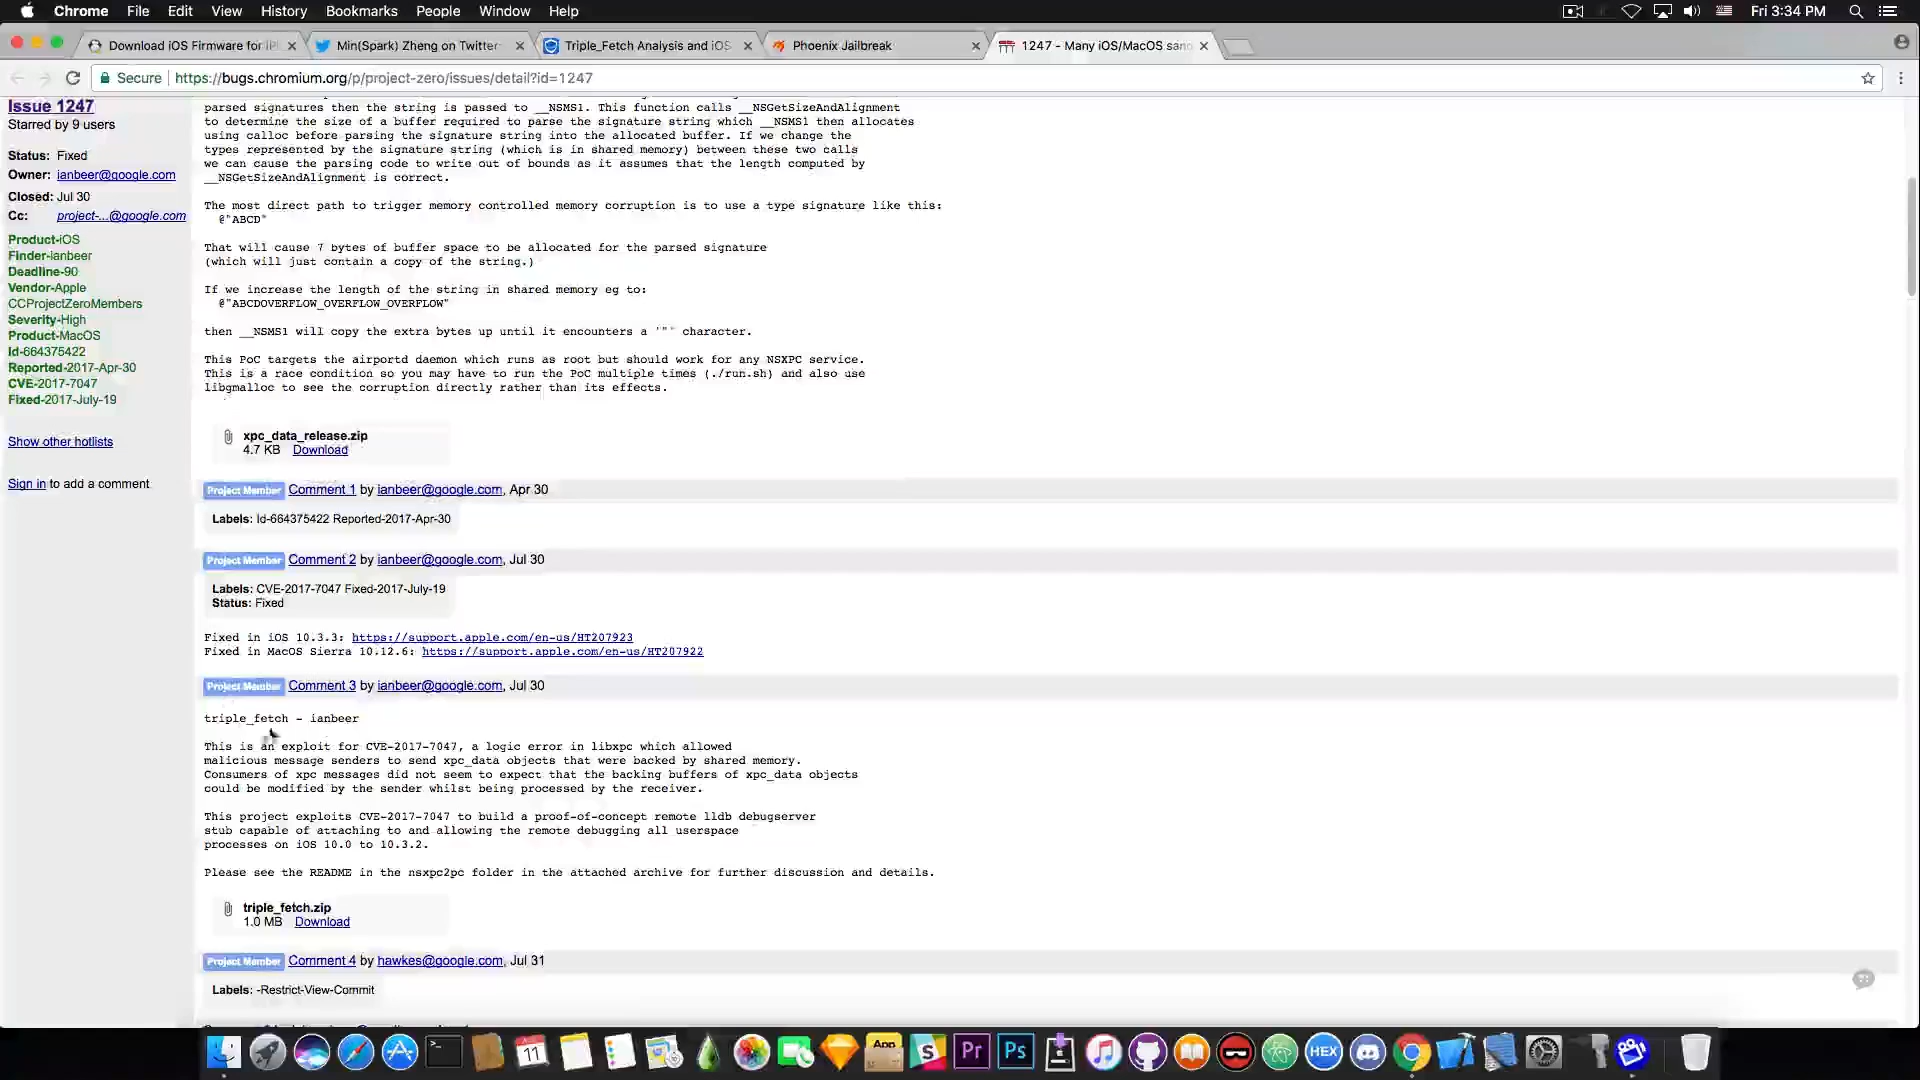 Chrome File Edit View History Bookmarks People Window Help Fri 3:34 PM
Download iOS Firmware for iPh Min(Spark) Zheng on Twitter Triple_Fetch Analysis and iOS Phoenix Jailbreak 1247 - Many iOS/MacOS san
Secure https://bugs.chromium.org/p/project-zero/issues/detail?id=1247
Issue 1247
Starred by 9 users
Status: Fixed
Owner: ianbeer@google.com
Closed: Jul 30
Cc: project-...@google.com
Product-iOS
Finder-ianbeer
Deadline-90
Vendor-Apple
CCProjectZeroMembers
Severity-High
Product-MacOS
Id-664375422
Reported-2017-Apr-30
CVE-2017-7047
Fixed-2017-July-19
Show other hotlists
Sign in to add a comment
parsed signatures then the string is passed to __NSMS1. This function calls __NSGetSizeAndAlignment
to determine the size of a buffer required to parse the signature string which __NSMS1 then allocates
using calloc before parsing the signature string into the allocated buffer. If we change the
types represented by the signature string (which is in shared memory) between these two calls
we can cause the parsing code to write out of bounds as it assumes that the length computed by
__NSGetSizeAndAlignment is correct.
The most direct path to trigger memory controlled memory corruption is to use a type signature like this:
@"ABCD"
That will cause 7 bytes of buffer space to be allocated for the parsed signature
(which will just contain a copy of the string.)
If we increase the length of the string in shared memory eg to:
@"ABCDOVERFLOW_OVERFLOW_OVERFLOW"
then __NSMS1 will copy the extra bytes up until it encounters a '"' character.
This PoC targets the airportd daemon which runs as root but should work for any NSXPC service.
This is a race condition so you may have to run the PoC multiple times (./run.sh) and also use
libgmalloc to see the corruption directly rather than its effects.
xpc_data_release.zip
4.7 KB Download
Project Member Comment 1 by ianbeer@google.com, Apr 30
Labels: Id-664375422 Reported-2017-Apr-30
Project Member Comment 2 by ianbeer@google.com, Jul 30
Labels: CVE-2017-7047 Fixed-2017-July-19
Status: Fixed
Fixed in iOS 10.3.3: https://support.apple.com/en-us/HT207923
Fixed in MacOS Sierra 10.12.6: https://support.apple.com/en-us/HT207922
Project Member Comment 3 by ianbeer@google.com, Jul 30
triple_fetch - ianbeer
This is an exploit for CVE-2017-7047, a logic error in libxpc which allowed
malicious message senders to send xpc_data objects that were backed by shared memory.
Consumers of xpc messages did not seem to expect that the backing buffers of xpc_data objects
could be modified by the sender whilst being processed by the receiver.
This project exploits CVE-2017-7047 to build a proof-of-concept remote lldb debugserver
stub capable of attaching to and allowing the remote debugging all userspace
processes on iOS 10.0 to 10.3.2.
Please see the README in the nsxpc2pc folder in the attached archive for further discussion and details.
triple_fetch.zip
1.0 MB Download
Project Member Comment 4 by hawkes@google.com, Jul 31
Labels: -Restrict-View-Commit
11 App S Pr Ps HEX